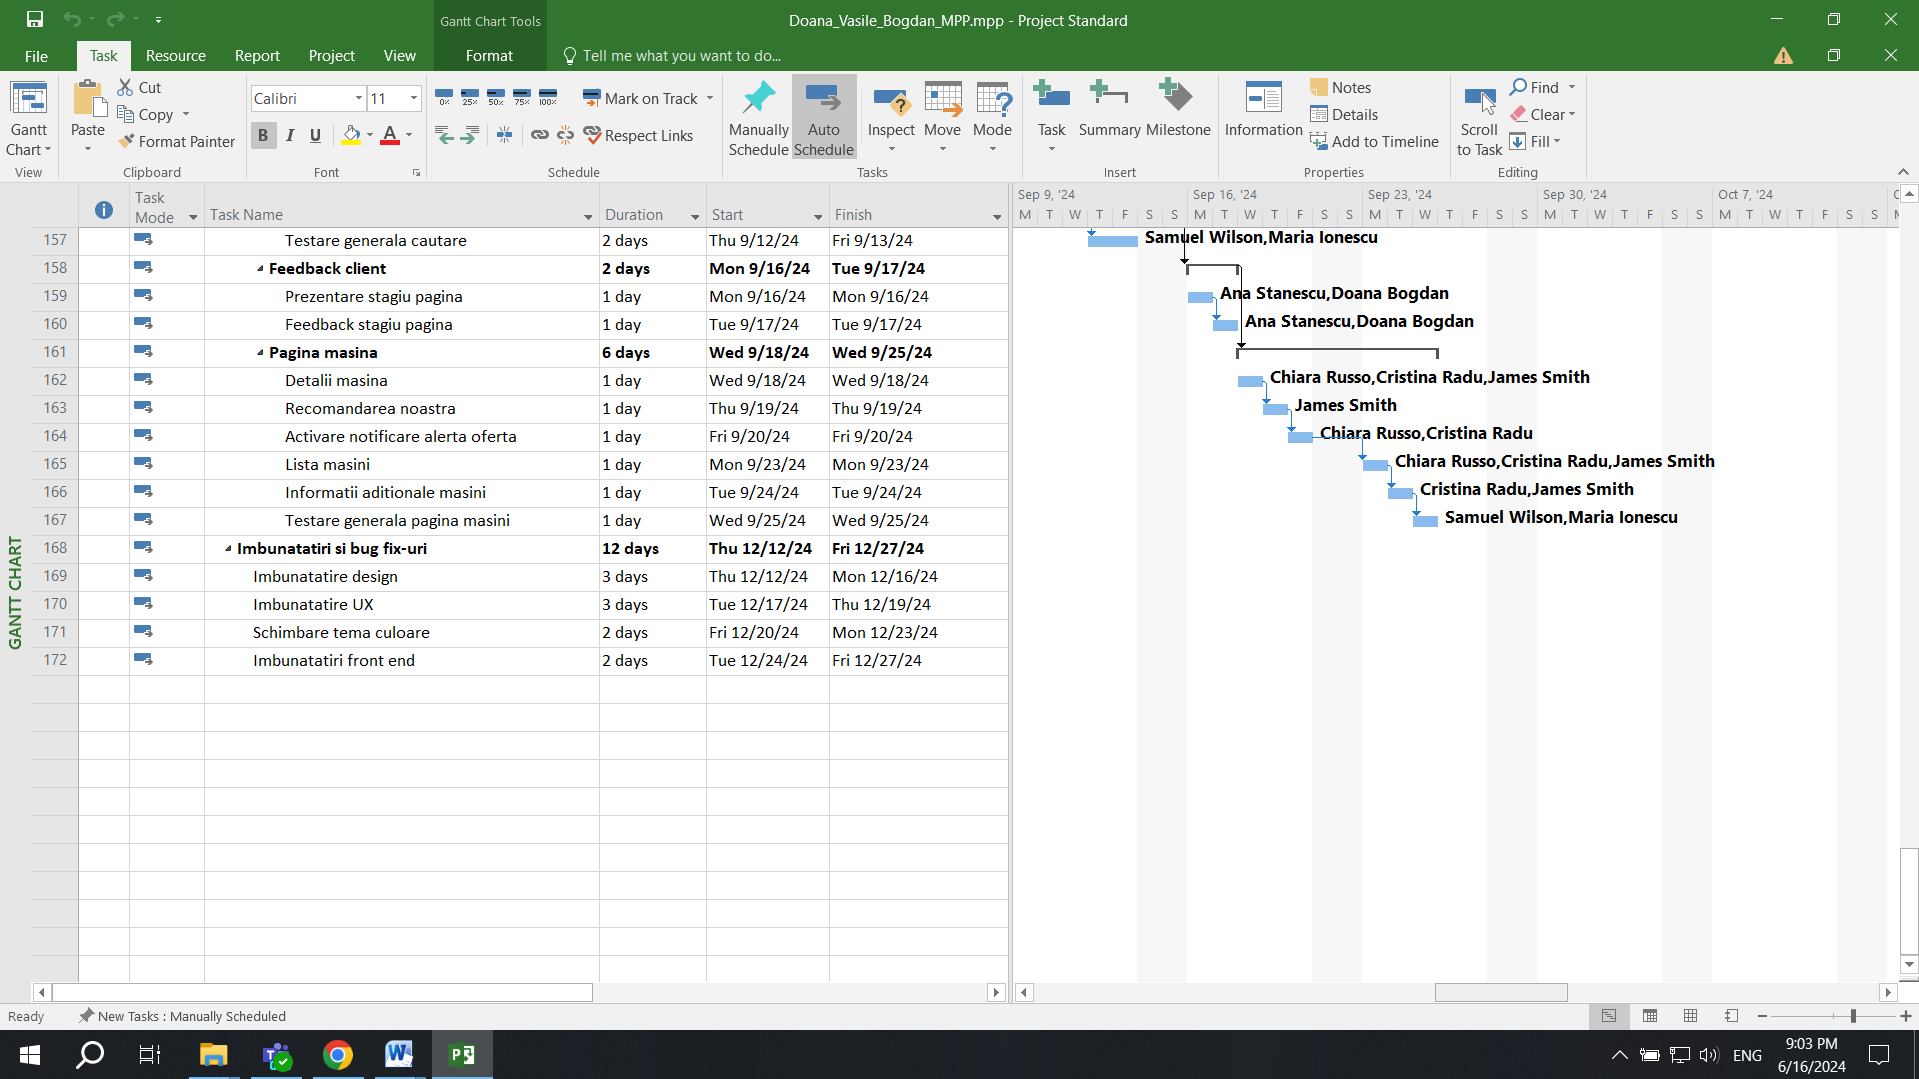 Gantt Chart Tools
Doana_Vasile_Bogdan_MPP.mpp - Project Standard
File Task Resource Report Project View Format Tell me what you want to do...
Gantt Chart
Paste
Cut
Copy
Format Painter
Calibri 11
B I U A
0% 25% 50% 75% 100%
Mark on Track
Respect Links
Manually Schedule
Auto Schedule
Inspect
Move
Mode
Task
Summary
Milestone
Information
Notes
Details
Add to Timeline
Scroll to Task
Find
Clear
Fill
View Clipboard Font Schedule Tasks Insert Properties Editing
Task Mode Task Name Duration Start Finish
157 Testare generala cautare 2 days Thu 9/12/24 Fri 9/13/24
158 Feedback client 2 days Mon 9/16/24 Tue 9/17/24
159 Prezentare stagiu pagina 1 day Mon 9/16/24 Mon 9/16/24
160 Feedback stagiu pagina 1 day Tue 9/17/24 Tue 9/17/24
161 Pagina masina 6 days Wed 9/18/24 Wed 9/25/24
162 Detalii masina 1 day Wed 9/18/24 Wed 9/18/24
163 Recomandarea noastra 1 day Thu 9/19/24 Thu 9/19/24
164 Activare notificare alerta oferta 1 day Fri 9/20/24 Fri 9/20/24
165 Lista masini 1 day Mon 9/23/24 Mon 9/23/24
166 Informatii aditionale masini 1 day Tue 9/24/24 Tue 9/24/24
167 Testare generala pagina masini 1 day Wed 9/25/24 Wed 9/25/24
168 Imbunatatiri si bug fix-uri 12 days Thu 12/12/24 Fri 12/27/24
169 Imbunatatire design 3 days Thu 12/12/24 Mon 12/16/24
170 Imbunatatire UX 3 days Tue 12/17/24 Thu 12/19/24
171 Schimbare tema culoare 2 days Fri 12/20/24 Mon 12/23/24
172 Imbunatatiri front end 2 days Tue 12/24/24 Fri 12/27/24
GANTT CHART
Sep 9, '24 Sep 16, '24 Sep 23, '24 Sep 30, '24 Oct 7, '24
M T W T F S S M T W T F S S M T W T F S S M T W T F S S M T W T F S S
Samuel Wilson,Maria Ionescu
Ana Stanescu,Doana Bogdan
Ana Stanescu,Doana Bogdan
Chiara Russo,Cristina Radu,James Smith
James Smith
Chiara Russo,Cristina Radu
Chiara Russo,Cristina Radu,James Smith
Cristina Radu,James Smith
Samuel Wilson,Maria Ionescu
Ready New Tasks : Manually Scheduled
ENG
9:03 PM
6/16/2024